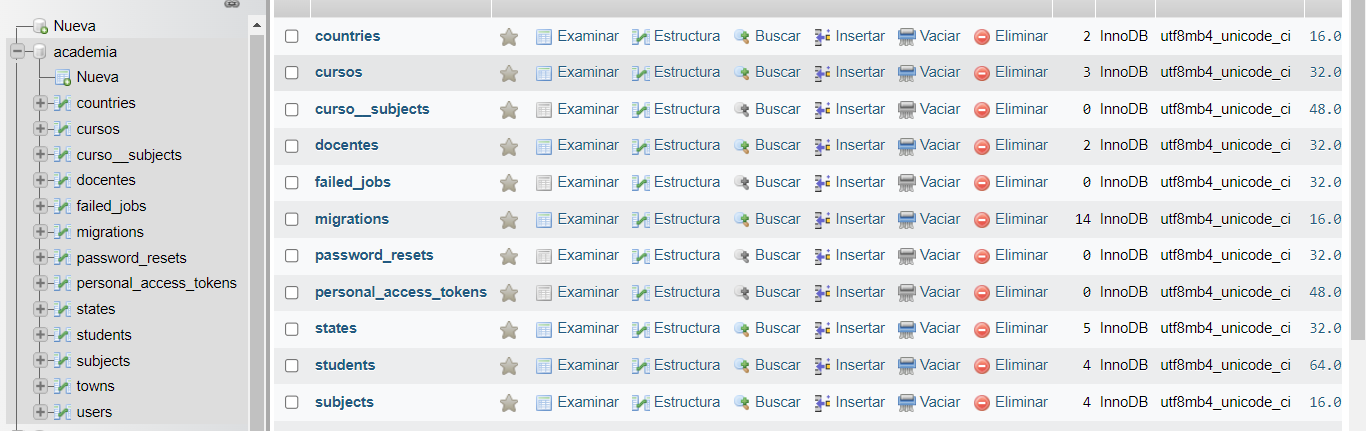 Nueva
academia
Nueva
countries
cursos
curso__subjects
docentes
failed_jobs
migrations
password_resets
personal_access_tokens
states
students
subjects
towns
users
countries Examinar Estructura Buscar Insertar Vaciar Eliminar 2 InnoDB utf8mb4_unicode_ci 16.0
cursos Examinar Estructura Buscar Insertar Vaciar Eliminar 3 InnoDB utf8mb4_unicode_ci 32.0
curso__subjects Examinar Estructura Buscar Insertar Vaciar Eliminar 0 InnoDB utf8mb4_unicode_ci 48.0
docentes Examinar Estructura Buscar Insertar Vaciar Eliminar 2 InnoDB utf8mb4_unicode_ci 32.0
failed_jobs Examinar Estructura Buscar Insertar Vaciar Eliminar 0 InnoDB utf8mb4_unicode_ci 32.0
migrations Examinar Estructura Buscar Insertar Vaciar Eliminar 14 InnoDB utf8mb4_unicode_ci 16.0
password_resets Examinar Estructura Buscar Insertar Vaciar Eliminar 0 InnoDB utf8mb4_unicode_ci 32.0
personal_access_tokens Examinar Estructura Buscar Insertar Vaciar Eliminar 0 InnoDB utf8mb4_unicode_ci 48.0
states Examinar Estructura Buscar Insertar Vaciar Eliminar 5 InnoDB utf8mb4_unicode_ci 32.0
students Examinar Estructura Buscar Insertar Vaciar Eliminar 4 InnoDB utf8mb4_unicode_ci 64.0
subjects Examinar Estructura Buscar Insertar Vaciar Eliminar 4 InnoDB utf8mb4_unicode_ci 16.0